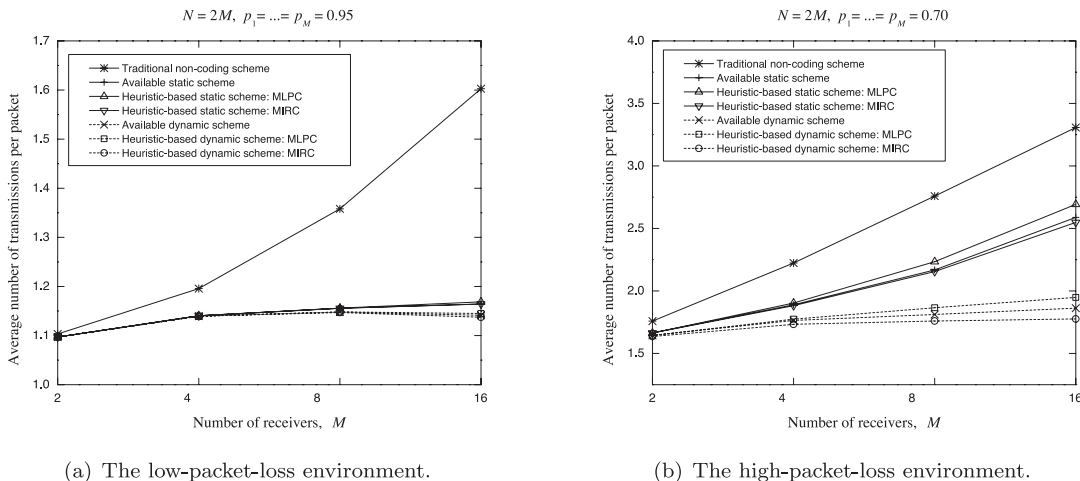 N = 2M, p1= ...= pM = 0.95
1.7
1.6
1.5
1.4
1.3
1.2
1.1
1.0
Average number of transmissions per packet
Traditional non-coding scheme
Available static scheme
Heuristic-based static scheme: MLPC
Heuristic-based static scheme: MIRC
Available dynamic scheme
Heuristic-based dynamic scheme: MLPC
Heuristic-based dynamic scheme: MIRC
2 4 8 16
Number of receivers, M
(a) The low-packet-loss environment.
N = 2M, p1= ...= pM = 0.70
4.0
3.5
3.0
2.5
2.0
1.5
Average number of transmissions per packet
Traditional non-coding scheme
Available static scheme
Heuristic-based static scheme: MLPC
Heuristic-based static scheme: MIRC
Available dynamic scheme
Heuristic-based dynamic scheme: MLPC
Heuristic-based dynamic scheme: MIRC
2 4 8 16
Number of receivers, M
(b) The high-packet-loss environment.